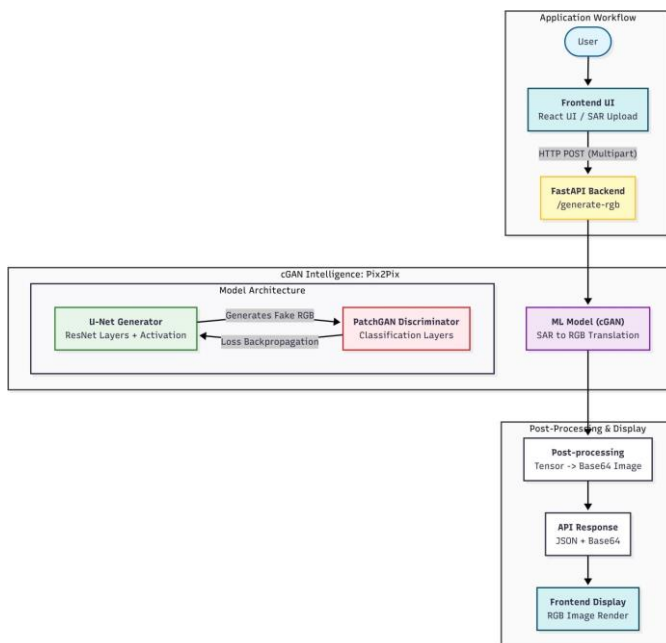 Application Workflow
User
Frontend UI
React UI / SAR Upload
HTTP POST (Multipart)
FastAPI Backend
/generate-rgb
cGAN Intelligence: Pix2Pix
Model Architecture
U-Net Generator
ResNet Layers + Activation
Generates Fake RGB
Loss Backpropagation
PatchGAN Discriminator
Classification Layers
ML Model (cGAN)
SAR to RGB Translation
Post-Processing & Display
Post-processing
Tensor -> Base64 Image
API Response
JSON + Base64
Frontend Display
RGB Image Render